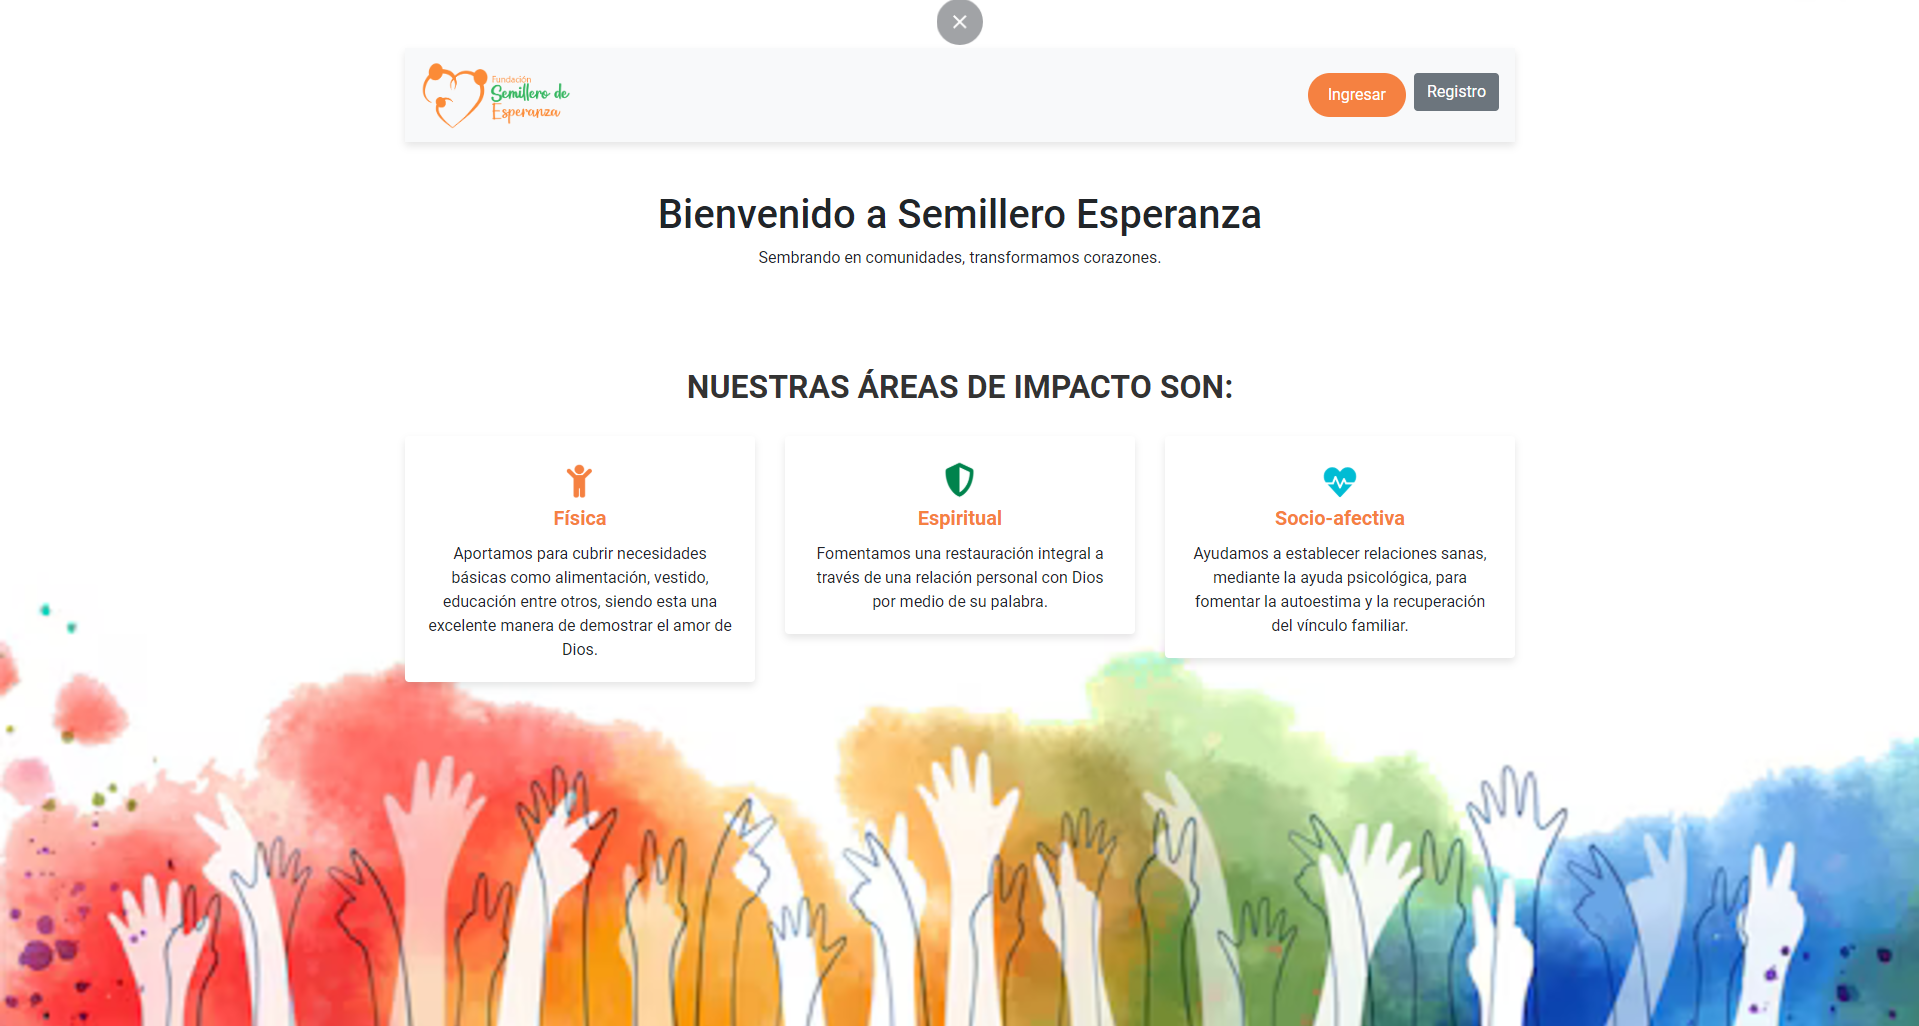 Fundación
Semillero de
Esperanza
Ingresar
Registro
Bienvenido a Semillero Esperanza
Sembrando en comunidades, transformamos corazones.
NUESTRAS ÁREAS DE IMPACTO SON:
Física
Aportamos para cubrir necesidades
básicas como alimentación, vestido,
educación entre otros, siendo esta una
excelente manera de demostrar el amor de
Dios.
Espiritual
Fomentamos una restauración integral a
través de una relación personal con Dios
por medio de su palabra.
Socio-afectiva
Ayudamos a establecer relaciones sanas,
mediante la ayuda psicológica, para
fomentar la autoestima y la recuperación
del vínculo familiar.